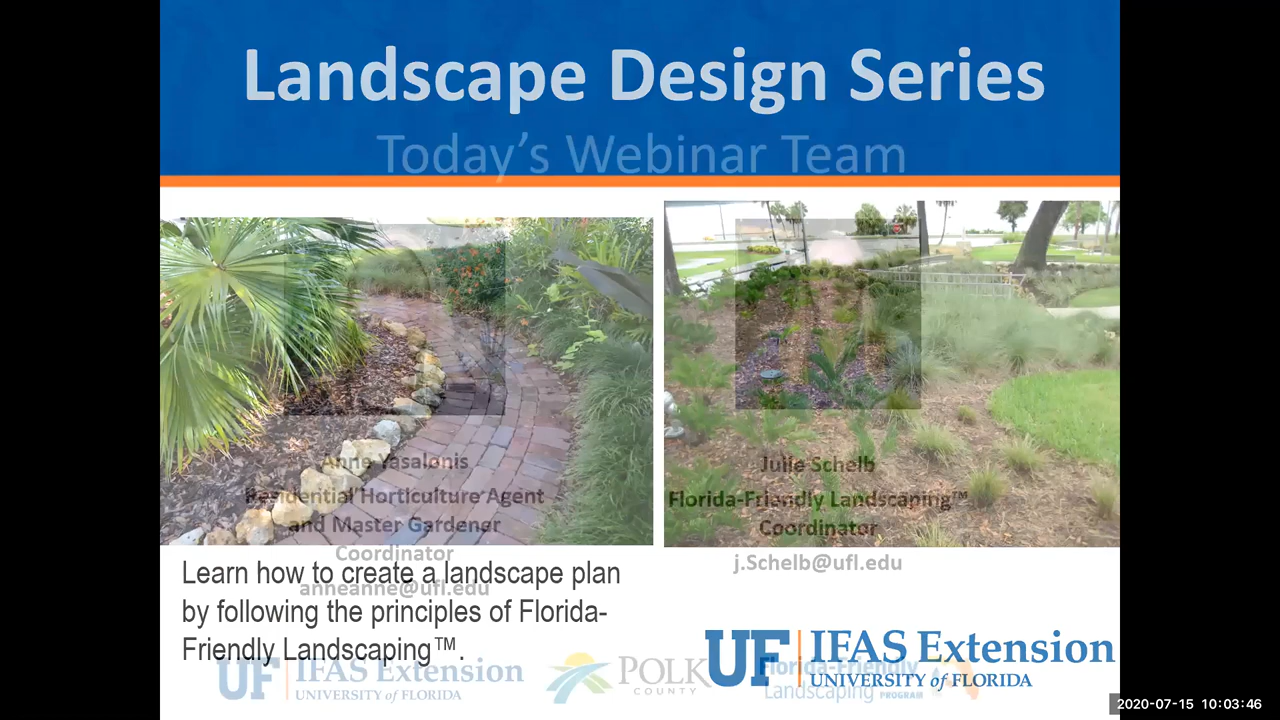 Landscape Design Series
Today's Webinar Team
Anne Yasalonis
Residential Horticulture Agent
and Master Gardener
Coordinator
anneanne@ufl.edu
Julie Schelb
Florida-Friendly Landscaping™
Coordinator
j.Schelb@ufl.edu
Learn how to create a landscape plan
by following the principles of Florida-
Friendly Landscaping™.
UF IFAS Extension
UNIVERSITY of FLORIDA
POLK
COUNTY
Florida-Friendly
Landscaping PROGRAM
UF IFAS Extension
UNIVERSITY of FLORIDA
2020-07-15 10:03:46